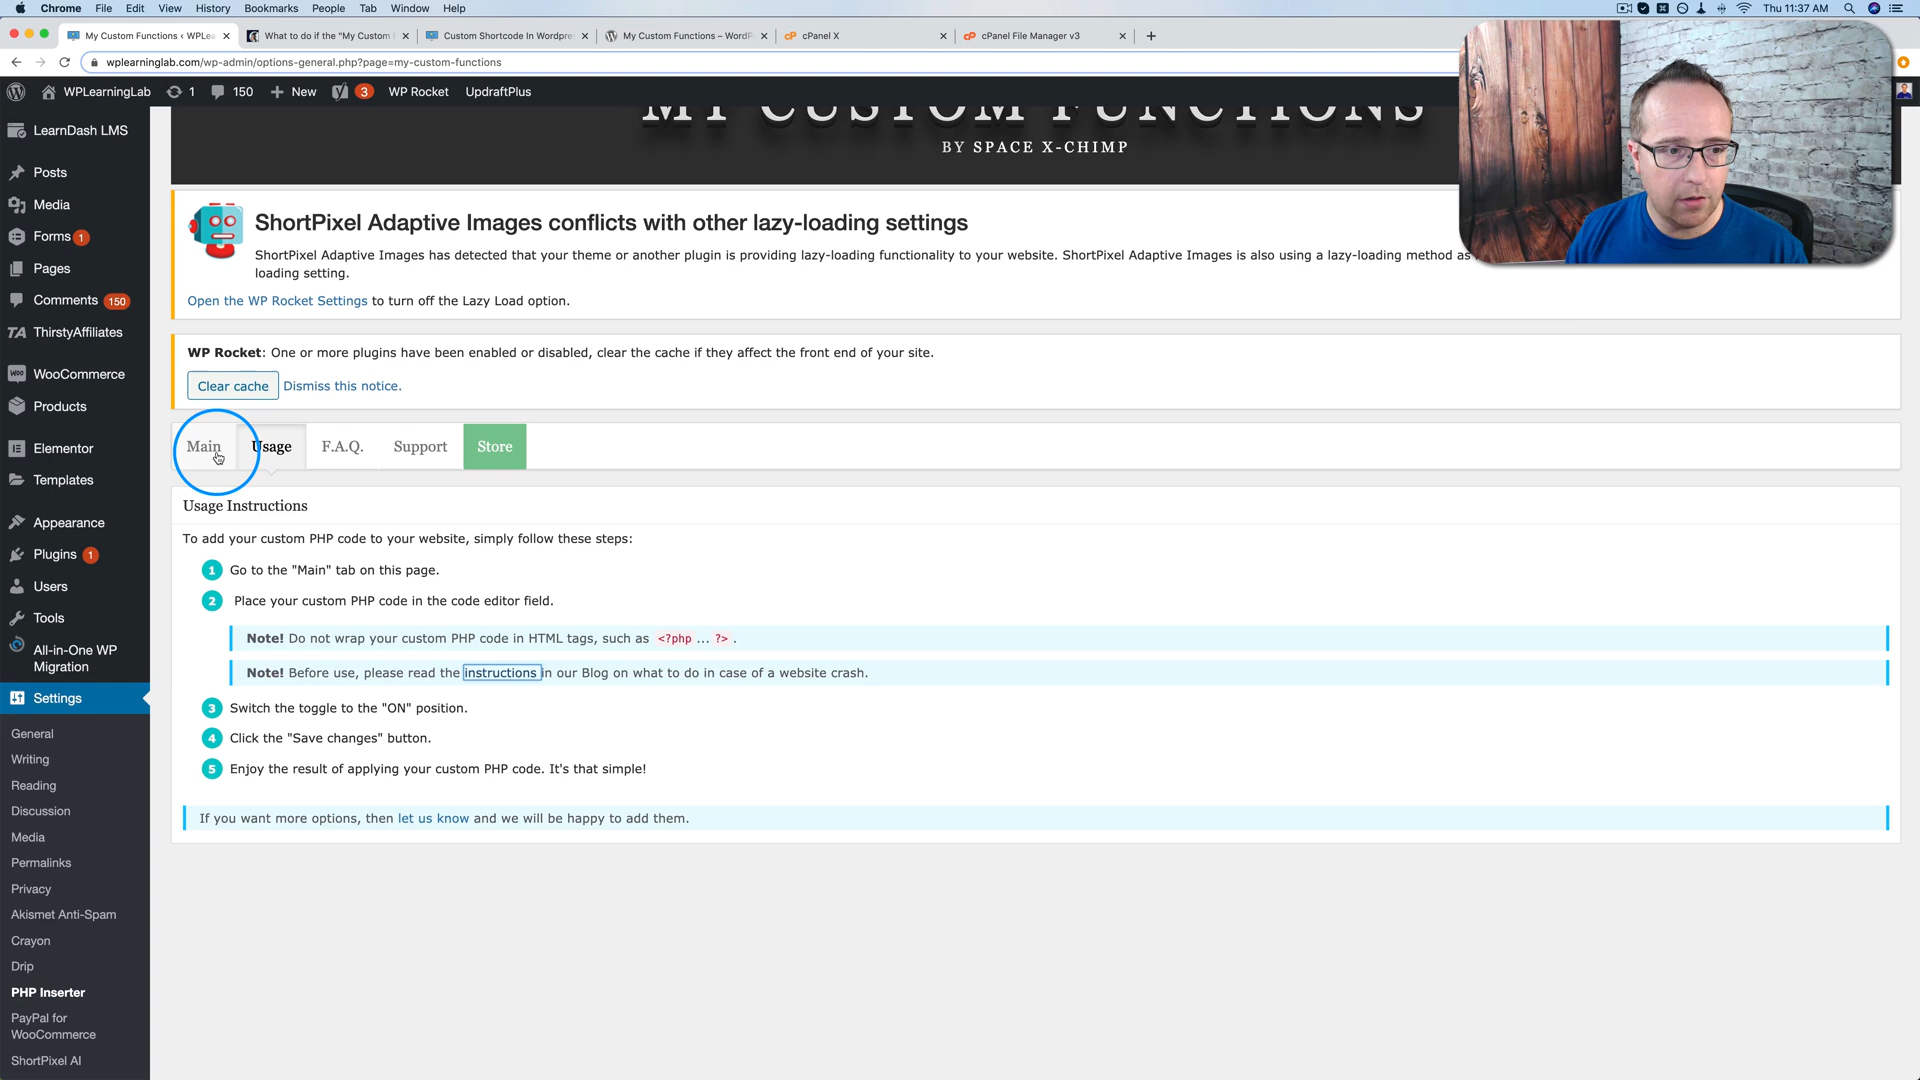 Chrome File Edit View History Bookmarks People Tab Window Help Thu 11:37 AM
My Custom Functions ‹ WPLea What to do if the "My Custom Custom Shortcode In Wordpre My Custom Functions – WordP cPanel X cPanel File Manager v3
wplearninglab.com/wp-admin/options-general.php?page=my-custom-functions
WPLearningLab 1 150 New 3 WP Rocket UpdraftPlus
LearnDash LMS
Posts
Media
Forms 1
Pages
Comments 150
ThirstyAffiliates
WooCommerce
Products
Elementor
Templates
Appearance
Plugins 1
Users
Tools
All-in-One WP
Migration
Settings
General
Writing
Reading
Discussion
Media
Permalinks
Privacy
Akismet Anti-Spam
Crayon
Drip
PHP Inserter
PayPal for
WooCommerce
ShortPixel AI
MY CUSTOM FUNCTIONS
BY SPACE X-CHIMP
ShortPixel Adaptive Images conflicts with other lazy-loading settings
ShortPixel Adaptive Images has detected that your theme or another plugin is providing lazy-loading functionality to your website. ShortPixel Adaptive Images is also using a lazy-loading method as
loading setting.
Open the WP Rocket Settings to turn off the Lazy Load option.
WP Rocket: One or more plugins have been enabled or disabled, clear the cache if they affect the front end of your site.
Clear cache Dismiss this notice.
Main Usage F.A.Q. Support Store
Usage Instructions
To add your custom PHP code to your website, simply follow these steps:
1 Go to the "Main" tab on this page.
2 Place your custom PHP code in the code editor field.
Note! Do not wrap your custom PHP code in HTML tags, such as <?php ... ?> .
Note! Before use, please read the instructions in our Blog on what to do in case of a website crash.
3 Switch the toggle to the "ON" position.
4 Click the "Save changes" button.
5 Enjoy the result of applying your custom PHP code. It's that simple!
If you want more options, then let us know and we will be happy to add them.